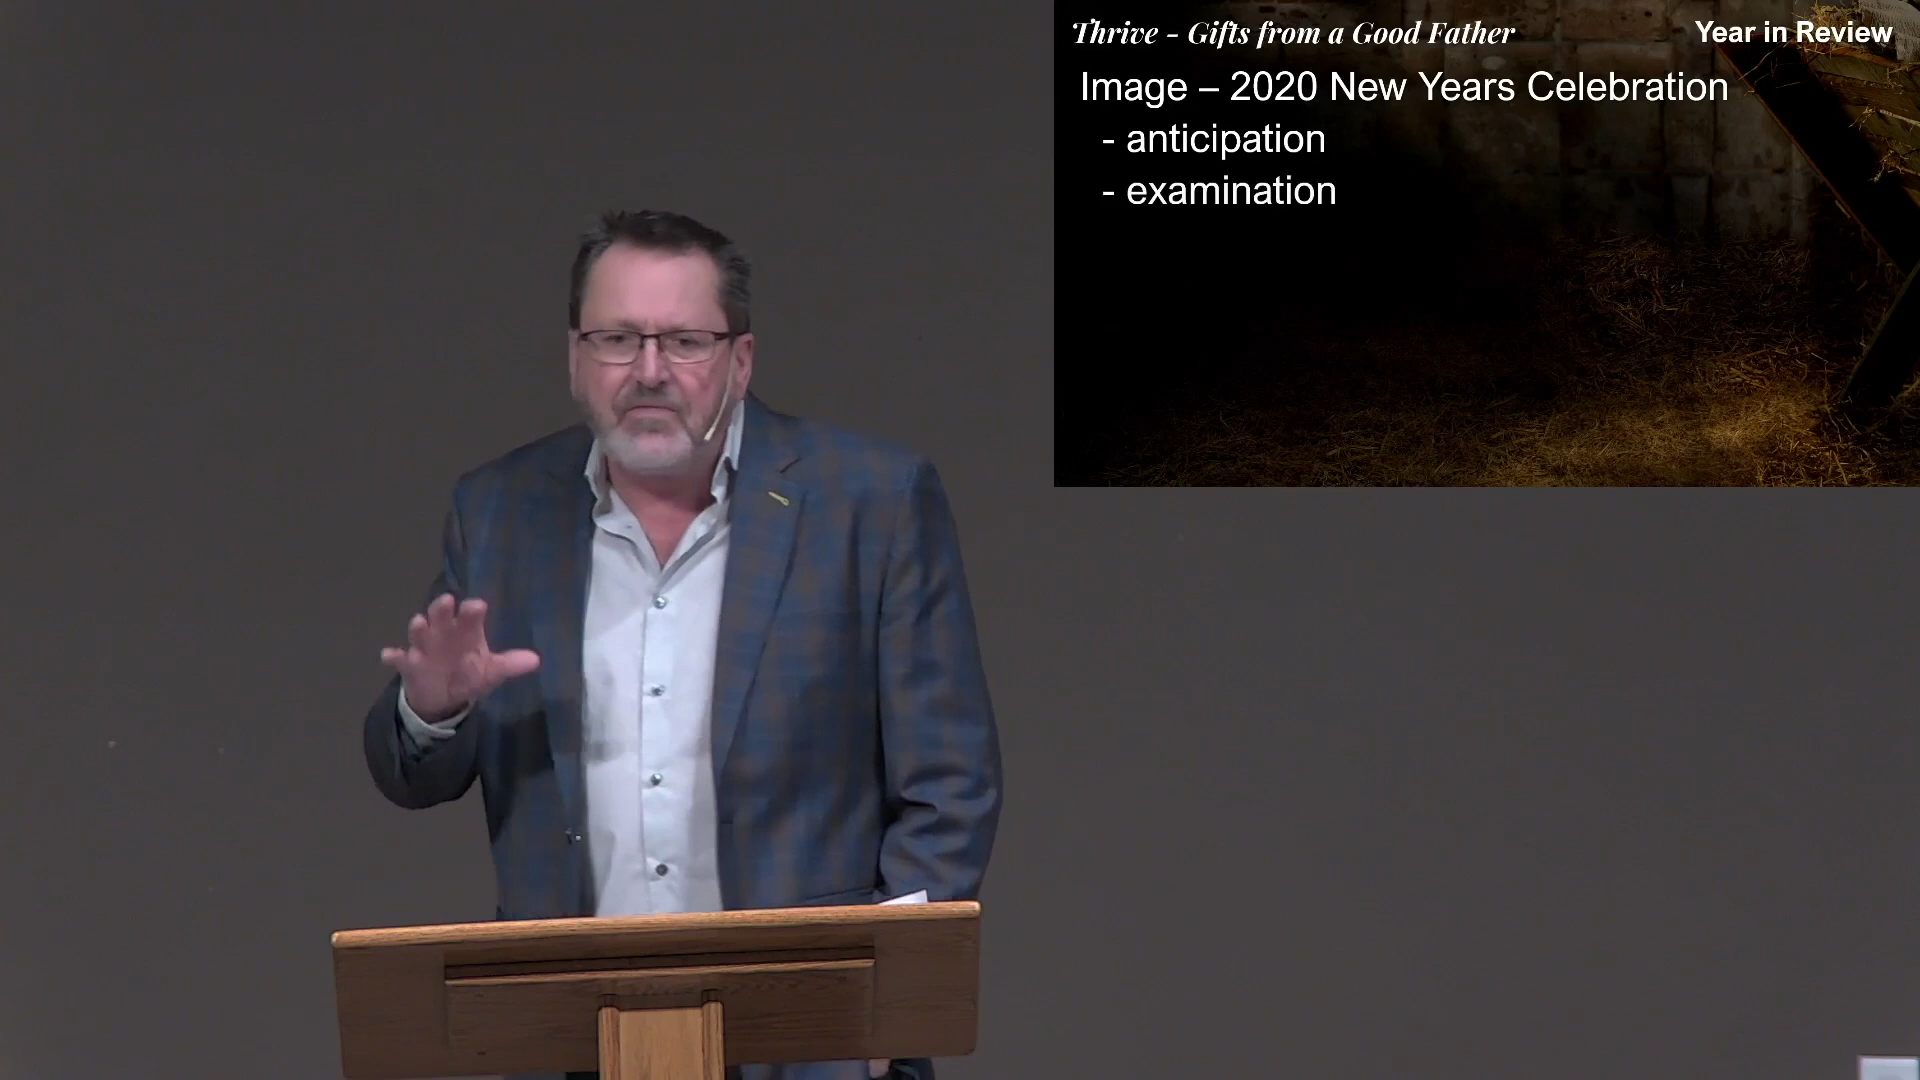 Thrive - Gifts from a Good Father
Year in Review
Image – 2020 New Years Celebration
- anticipation
- examination